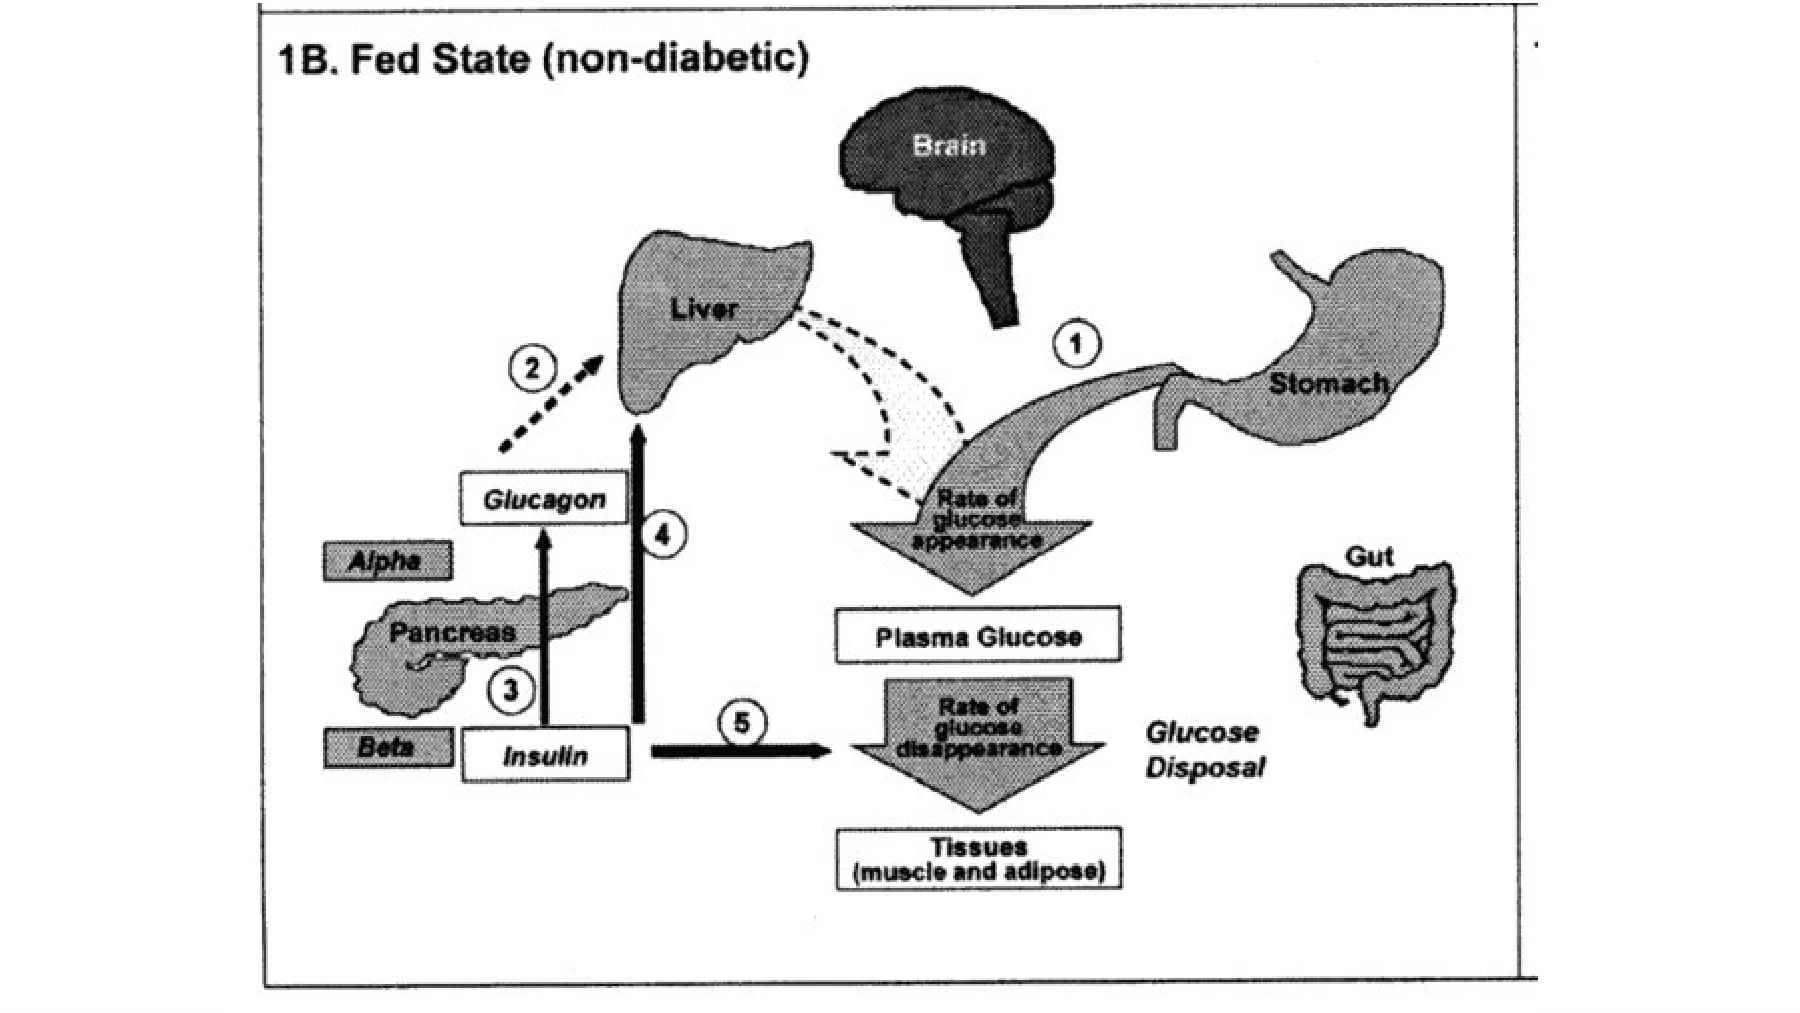 1B. Fed State (non-diabetic)
Brain
Liver
1
2
Stomach
Glucagon
Rate of
glucose
appearance
4
Alpha
Gut
Pancreas
Plasma Glucose
3
Rate of
glucose
disappearance
5
Glucose
Disposal
Beta
Insulin
Tissues
(muscle and adipose)